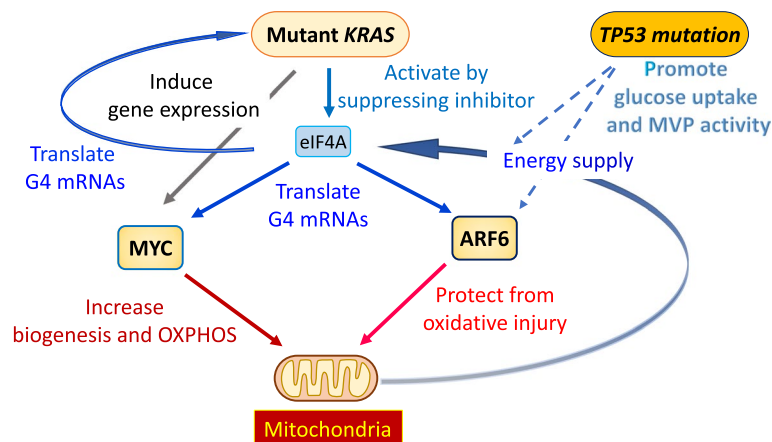 Mutant KRAS
TP53 mutation
Induce
gene expression
Activate by
suppressing inhibitor
Promote
glucose uptake
and MVP activity
eIF4A
Energy supply
Translate
G4 mRNAs
Translate
G4 mRNAs
MYC
ARF6
Increase
biogenesis and OXPHOS
Protect from
oxidative injury
Mitochondria